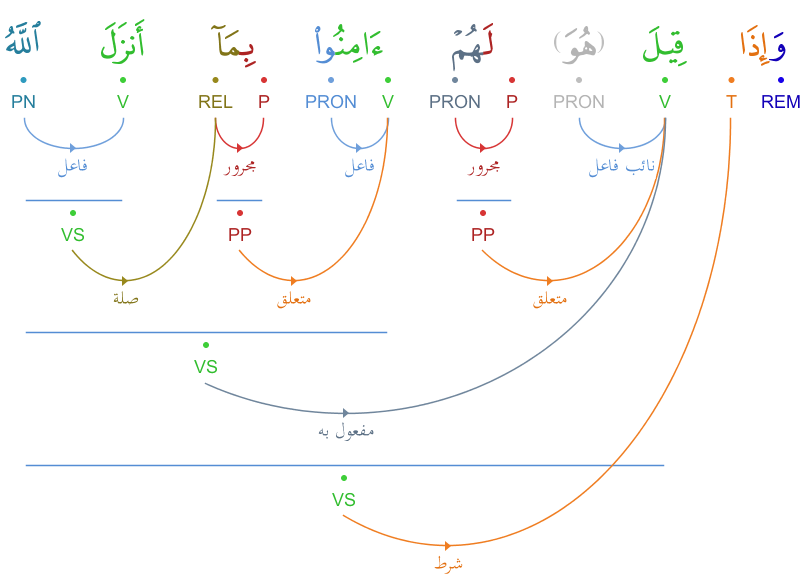 وَإِذَا قِيلَ (هُوَ) لَهُمْ ءَامِنُوا۟ بِمَآ أَنزَلَ ٱللَّهُ
REM T V PRON P PRON V PRON P REL V PN
نائب فاعل مجرور فاعل مجرور فاعل
PP PP VS
متعلق متعلق صلة
VS
مفعول به
VS
شرط